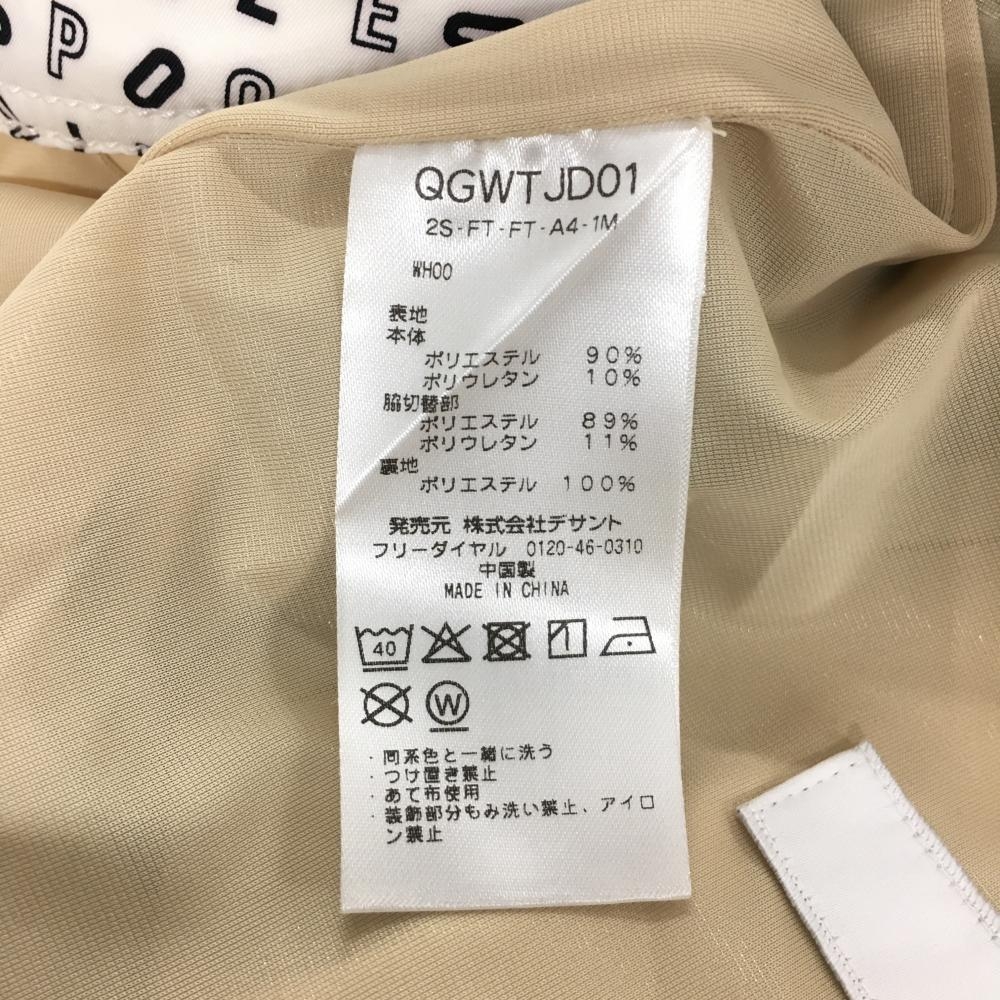 P O O E
QGWTJD01
2S-FT-FT-A4-1M
WH00
表地
本体
ポリエステル 90%
ポリウレタン 10%
脇切替部
ポリエステル 89%
ポリウレタン 11%
裏地
ポリエステル 100%
発売元 株式会社デサント
フリーダイヤル 0120-46-0310
中国製
MADE IN CHINA
40
W
・同系色と一緒に洗う
・つけ置き禁止
・あて布使用
・装飾部分もみ洗い禁止、アイロ
ン禁止